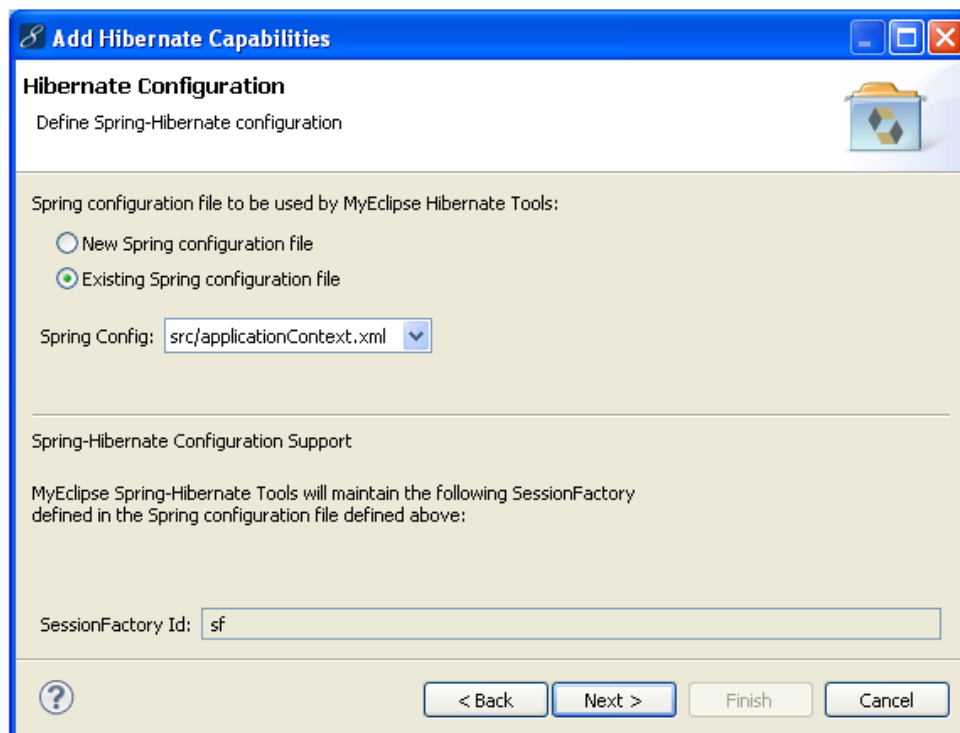 Add Hibernate Capabilities
Hibernate Configuration
Define Spring-Hibernate configuration
Spring configuration file to be used by MyEclipse Hibernate Tools:
New Spring configuration file
Existing Spring configuration file
Spring Config: src/applicationContext.xml
Spring-Hibernate Configuration Support
MyEclipse Spring-Hibernate Tools will maintain the following SessionFactory
defined in the Spring configuration file defined above:
SessionFactory Id: sf
? < Back Next > Finish Cancel